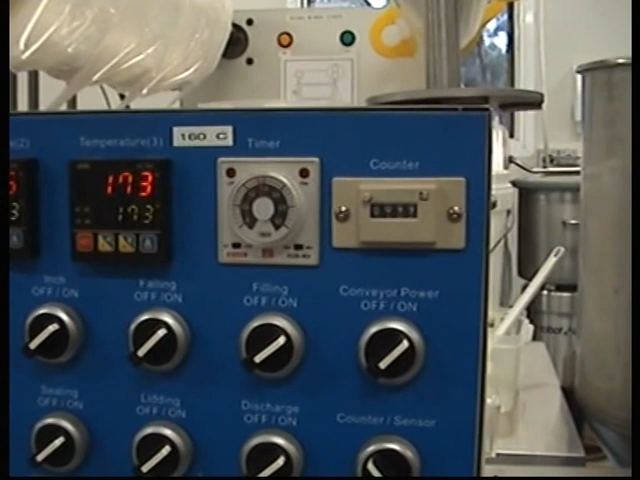 Temperature(3)
160 C
Timer
Counter
173
173
Inch
OFF/ON
Falling
OFF/ON
Filling
OFF/ON
Conveyor Power
OFF/ON
Sealing
OFF/ON
Lidding
OFF/ON
Discharge
OFF/ON
Counter/Sensor